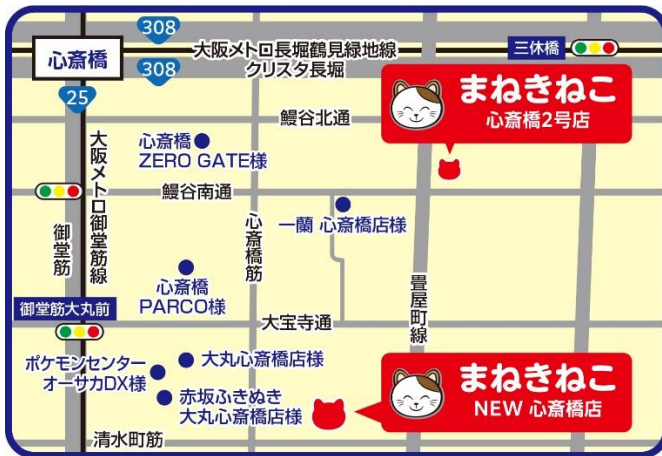 308
心斎橋
大阪メトロ長堀鶴見緑地線
三休橋
308
クリスタ長堀
25
まねきねこ
心斎橋2号店
鰻谷北通
心斎橋
ZERO GATE様
大阪メトロ御堂筋線
鰻谷南通
御堂筋
心斎橋筋
一蘭 心斎橋店様
心斎橋
PARCO様
畳屋町線
御堂筋大丸前
大宝寺通
ポケモンセンター
オーサカDX様
大丸心斎橋店様
赤坂ふきぬき
大丸心斎橋店様
まねきねこ
NEW 心斎橋店
清水町筋